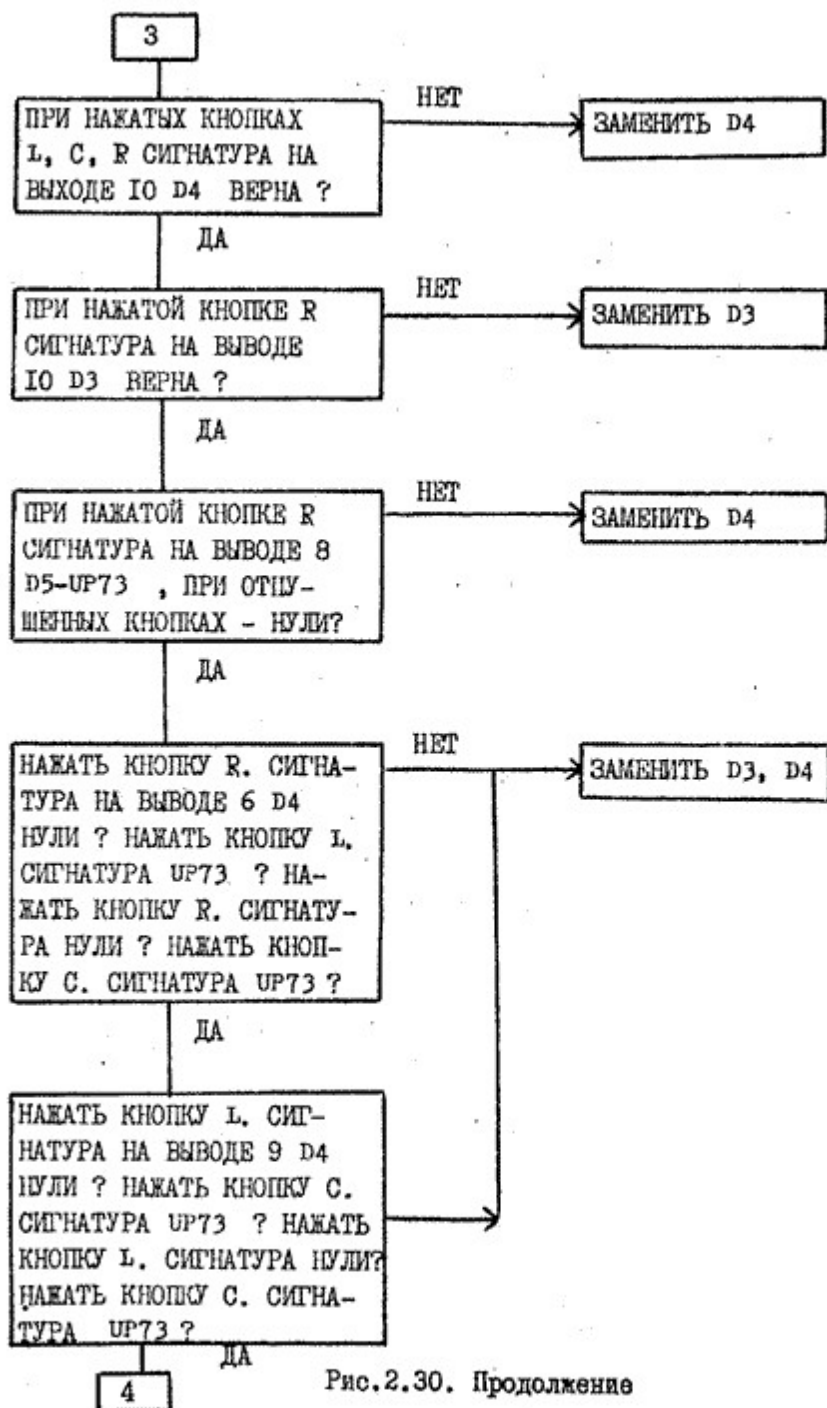 3
ПРИ НАЖАТЫХ КНОПКАХ
L, C, R СИГНАТУРА НА
ВЫХОДЕ IO D4 ВЕРНА ?
НЕТ
ЗАМЕНИТЬ D4
ДА
ПРИ НАЖАТОЙ КНОПКЕ R
СИГНАТУРА НА ВЫВОДЕ
IO D3 ВЕРНА ?
НЕТ
ЗАМЕНИТЬ D3
ДА
ПРИ НАЖАТОЙ КНОПКЕ R
СИГНАТУРА НА ВЫВОДЕ 8
D5-UP73 , ПРИ ОТПУ-
ЩЕННЫХ КНОПКАХ - НУЛИ?
НЕТ
ЗАМЕНИТЬ D4
ДА
НАЖАТЬ КНОПКУ R. СИГНА-
ТУРА НА ВЫВОДЕ 6 D4
НУЛИ ? НАЖАТЬ КНОПКУ L.
СИГНАТУРА UP73 ? НА-
ЖАТЬ КНОПКУ R. СИГНАТУ-
РА НУЛИ ? НАЖАТЬ КНОП-
КУ C. СИГНАТУРА UP73 ?
НЕТ
ЗАМЕНИТЬ D3, D4
ДА
НАЖАТЬ КНОПКУ L. СИГ-
НАТУРА НА ВЫВОДЕ 9 D4
НУЛИ ? НАЖАТЬ КНОПКУ C.
СИГНАТУРА UP73 ? НАЖАТЬ
КНОПКУ L. СИГНАТУРА НУЛИ?
НАЖАТЬ КНОПКУ C. СИГНА-
ТУРА UP73 ?
ДА
4
Рис.2.30. Продолжение